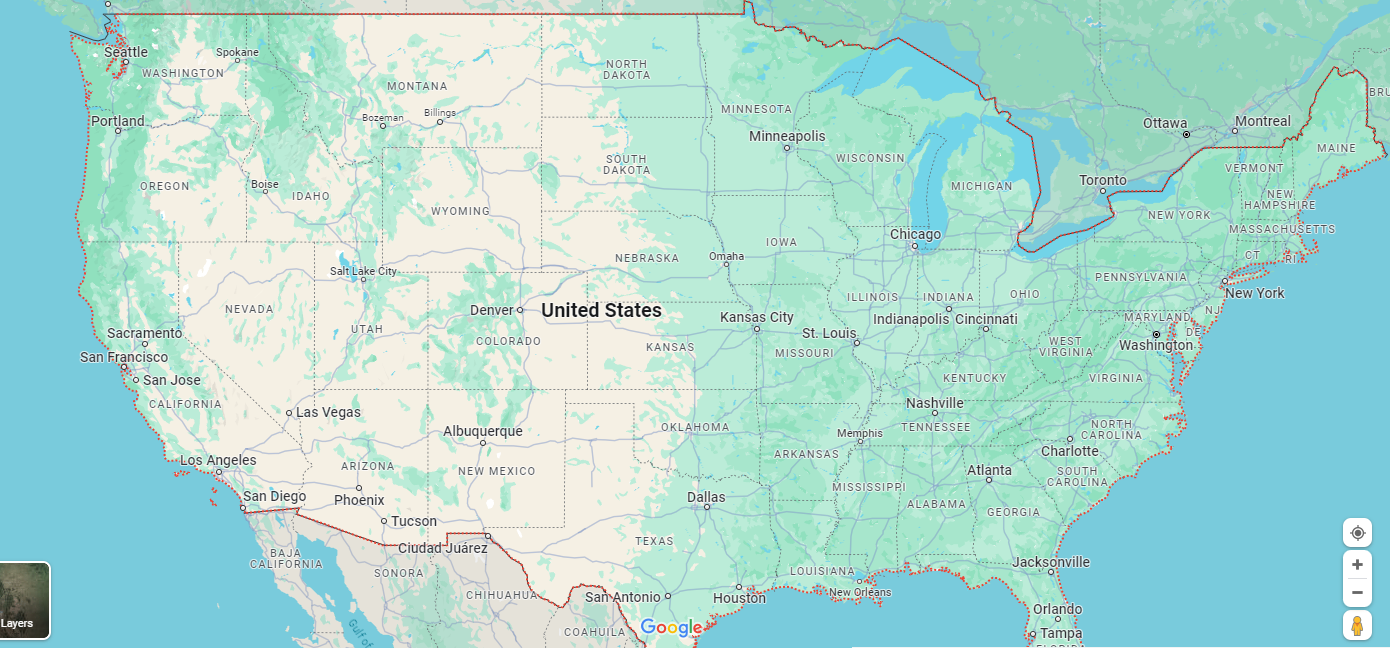 Seattle
Spokane
WASHINGTON
Portland
OREGON
Boise
IDAHO
MONTANA
Bozeman
Billings
WYOMING
NORTH
DAKOTA
SOUTH
DAKOTA
MINNESOTA
Minneapolis
WISCONSIN
MICHIGAN
Ottawa
Montreal
Toronto
MAINE
VERMONT
NEW
HAMPSHIRE
NEW YORK
MASSACHUSETTS
CT
RI
Chicago
IOWA
Omaha
NEBRASKA
Salt Lake City
NEVADA
UTAH
Denver
COLORADO
United States
KANSAS
Kansas City
St. Louis
MISSOURI
ILLINOIS
INDIANA
OHIO
Indianapolis
Cincinnati
PENNSYLVANIA
New York
NJ
MARYLAND
DE
Washington
WEST
VIRGINIA
VIRGINIA
KENTUCKY
Sacramento
San Francisco
San Jose
CALIFORNIA
Las Vegas
Los Angeles
San Diego
ARIZONA
Phoenix
Tucson
Albuquerque
NEW MEXICO
OKLAHOMA
ARKANSAS
Memphis
Nashville
TENNESSEE
NORTH
CAROLINA
Charlotte
SOUTH
CAROLINA
Atlanta
MISSISSIPPI
ALABAMA
GEORGIA
Dallas
TEXAS
LOUISIANA
Ciudad Juárez
BAJA
CALIFORNIA
SONORA
CHIHUAHUA
COAHUILA
Gulf of
San Antonio
Houston
New Orleans
Jacksonville
Orlando
Tampa
Layers
Google